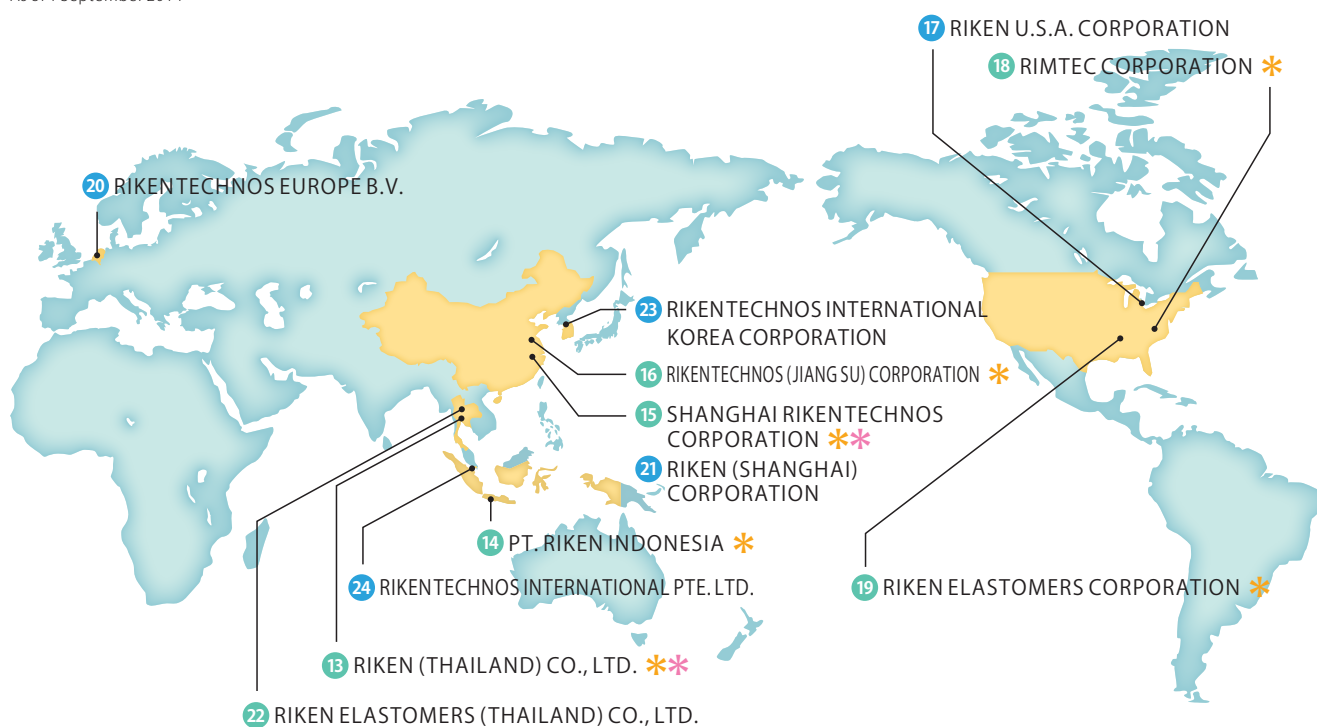 17 RIKEN U.S.A. CORPORATION
18 RIMTEC CORPORATION *
20 RIKENTECHNOS EUROPE B.V.
23 RIKENTECHNOS INTERNATIONAL
KOREA CORPORATION
16 RIKENTECHNOS (JIANG SU) CORPORATION *
15 SHANGHAI RIKENTECHNOS
CORPORATION **
21 RIKEN (SHANGHAI)
CORPORATION
14 PT. RIKEN INDONESIA *
24 RIKENTECHNOS INTERNATIONAL PTE. LTD.
19 RIKEN ELASTOMERS CORPORATION *
13 RIKEN (THAILAND) CO., LTD. **
22 RIKEN ELASTOMERS (THAILAND) CO., LTD.